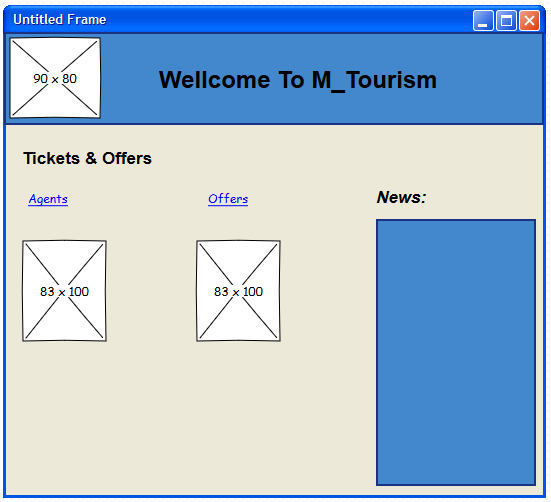 Untitled Frame
90 x 80
Wellcome To M_Tourism
Tickets & Offers
Agents
Offers
News:
83 x 100
83 x 100